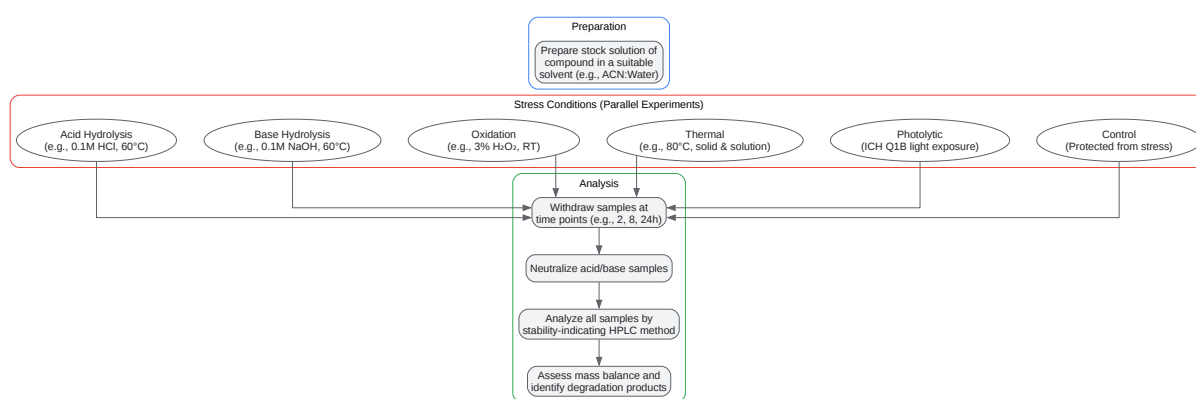 Preparation
Prepare stock solution of
compound in a suitable
solvent (e.g., ACN:Water)
Stress Conditions (Parallel Experiments)
Acid Hydrolysis
(e.g., 0.1M HCl, 60°C)
Base Hydrolysis
(e.g., 0.1M NaOH, 60°C)
Oxidation
(e.g., 3% H₂O₂, RT)
Thermal
(e.g., 80°C, solid & solution)
Photolytic
(ICH Q1B light exposure)
Control
(Protected from stress)
Analysis
Withdraw samples at
time points (e.g., 2, 8, 24h)
Neutralize acid/base samples
Analyze all samples by
stability-indicating HPLC method
Assess mass balance and
identify degradation products